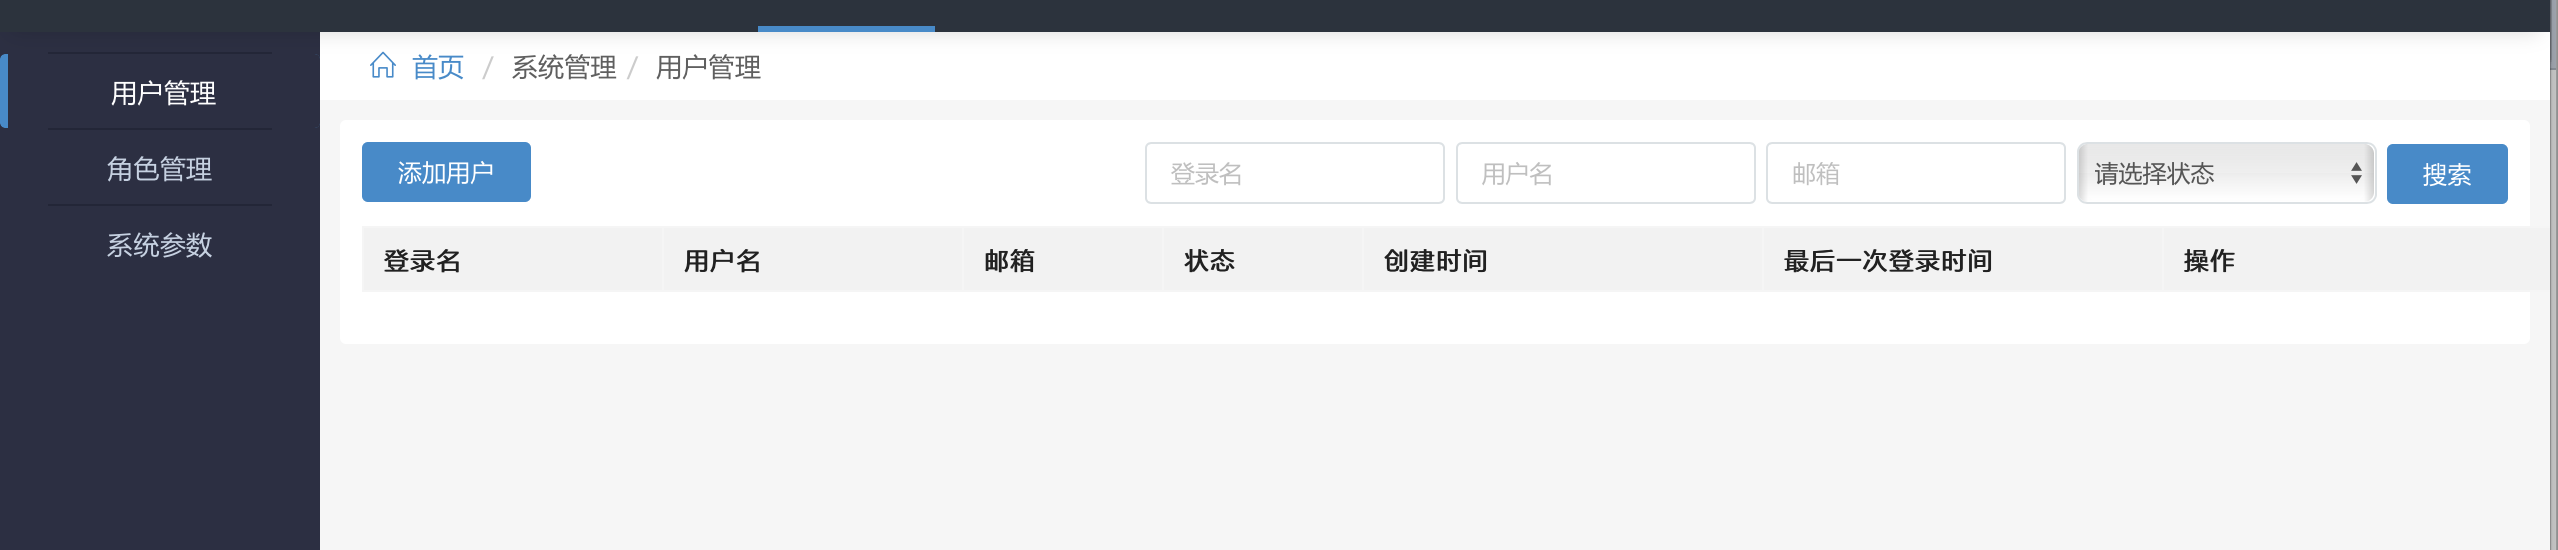 首页 / 系统管理 / 用户管理
用户管理
角色管理
系统参数
添加用户 登录名 用户名 邮箱 请选择状态 搜索
登录名 用户名 邮箱 状态 创建时间 最后一次登录时间 操作